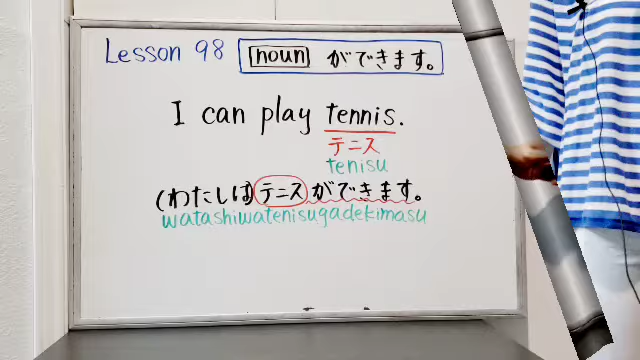 Lesson 98 noun ができます。
I can play tennis.
テニス
tenisu
(わたしは)テニスができます。
watashiwatenisugadekimasu